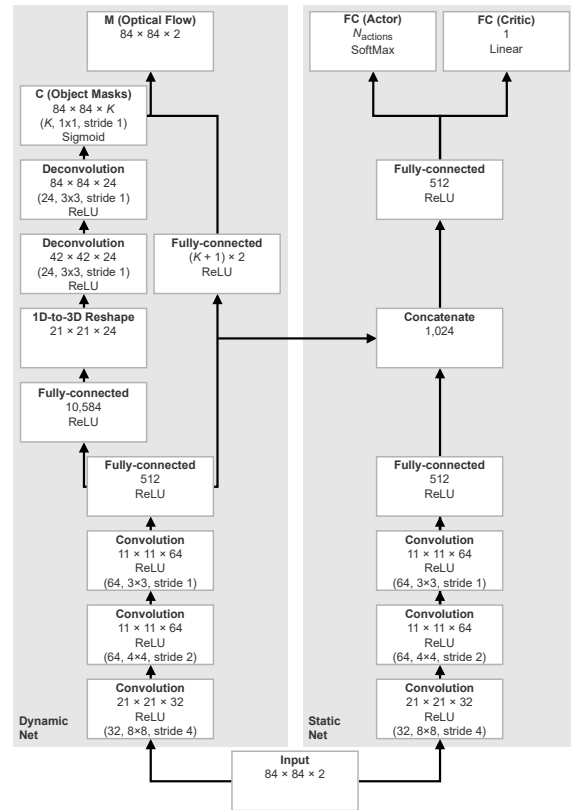 M (Optical Flow)
84 × 84 × 2
C (Object Masks)
84 × 84 × K
(K, 1x1, stride 1)
Sigmoid
Deconvolution
84 × 84 × 24
(24, 3x3, stride 1)
ReLU
Deconvolution
42 × 42 × 24
(24, 3x3, stride 1)
ReLU
Fully-connected
(K + 1) × 2
ReLU
1D-to-3D Reshape
21 × 21 × 24
Fully-connected
10,584
ReLU
Fully-connected
512
ReLU
Convolution
11 × 11 × 64
ReLU
(64, 3×3, stride 1)
Convolution
11 × 11 × 64
ReLU
(64, 4×4, stride 2)
Convolution
21 × 21 × 32
ReLU
(32, 8×8, stride 4)
Dynamic
Net
FC (Actor)
Nactions
SoftMax
FC (Critic)
1
Linear
Fully-connected
512
ReLU
Concatenate
1,024
Fully-connected
512
ReLU
Convolution
11 × 11 × 64
ReLU
(64, 3×3, stride 1)
Convolution
11 × 11 × 64
ReLU
(64, 4×4, stride 2)
Convolution
21 × 21 × 32
ReLU
(32, 8×8, stride 4)
Static
Net
Input
84 × 84 × 2